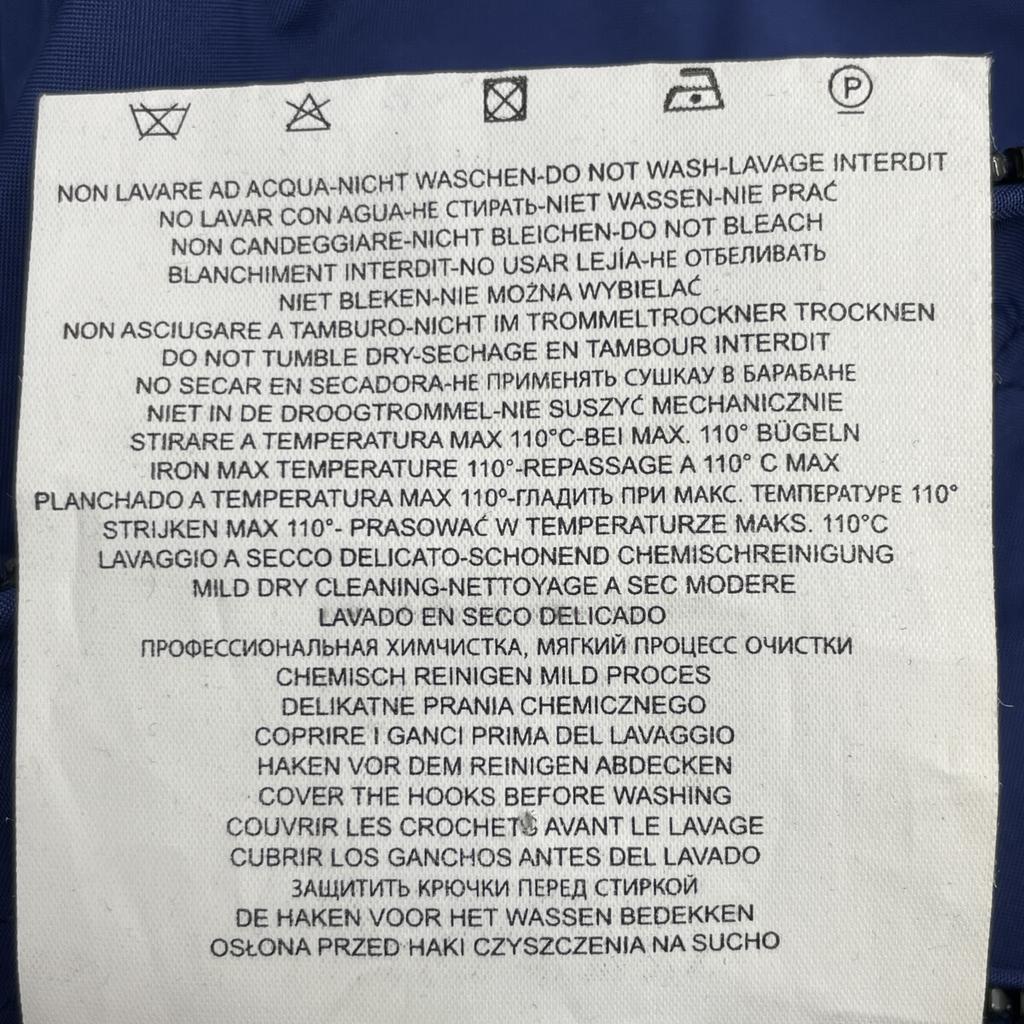 P
NON LAVARE AD ACQUA-NICHT WASCHEN-DO NOT WASH-LAVAGE INTERDIT
NO LAVAR CON AGUA-НЕ СТИРАТЬ-NIET WASSEN-NIE PRAĆ
NON CANDEGGIARE-NICHT BLEICHEN-DO NOT BLEACH
BLANCHIMENT INTERDIT-NO USAR LEJÍA-НЕ ОТБЕЛИВАТЬ
NIET BLEKEN-NIE MOŻNA WYBIELAĆ
NON ASCIUGARE A TAMBURO-NICHT IM TROMMELTROCKNER TROCKNEN
DO NOT TUMBLE DRY-SECHAGE EN TAMBOUR INTERDIT
NO SECAR EN SECADORA-НЕ ПРИМЕНЯТЬ СУШКАУ В БАРАБАНЕ
NIET IN DE DROOGTROMMEL-NIE SUSZYĆ MECHANICZNIE
STIRARE A TEMPERATURA MAX 110°C-BEI MAX. 110° BÜGELN
IRON MAX TEMPERATURE 110°-REPASSAGE A 110° C MAX
PLANCHADO A TEMPERATURA MAX 110º-ГЛАДИТЬ ПРИ МАКС. ТЕМПЕРАТУРЕ 110°
STRIJKEN MAX 110°- PRASOWAĆ W TEMPERATURZE MAKS. 110°C
LAVAGGIO A SECCO DELICATO-SCHONEND CHEMISCHREINIGUNG
MILD DRY CLEANING-NETTOYAGE A SEC MODERE
LAVADO EN SECO DELICADO
ПРОФЕССИОНАЛЬНАЯ ХИМЧИСТКА, МЯГКИЙ ПРОЦЕСС ОЧИСТКИ
CHEMISCH REINIGEN MILD PROCES
DELIKATNE PRANIA CHEMICZNEGO
COPRIRE I GANCI PRIMA DEL LAVAGGIO
HAKEN VOR DEM REINIGEN ABDECKEN
COVER THE HOOKS BEFORE WASHING
COUVRIR LES CROCHETS AVANT LE LAVAGE
CUBRIR LOS GANCHOS ANTES DEL LAVADO
ЗАЩИТИТЬ КРЮЧКИ ПЕРЕД СТИРКОЙ
DE HAKEN VOOR HET WASSEN BEDEKKEN
OSŁONA PRZED HAKI CZYSZCZENIA NA SUCHO